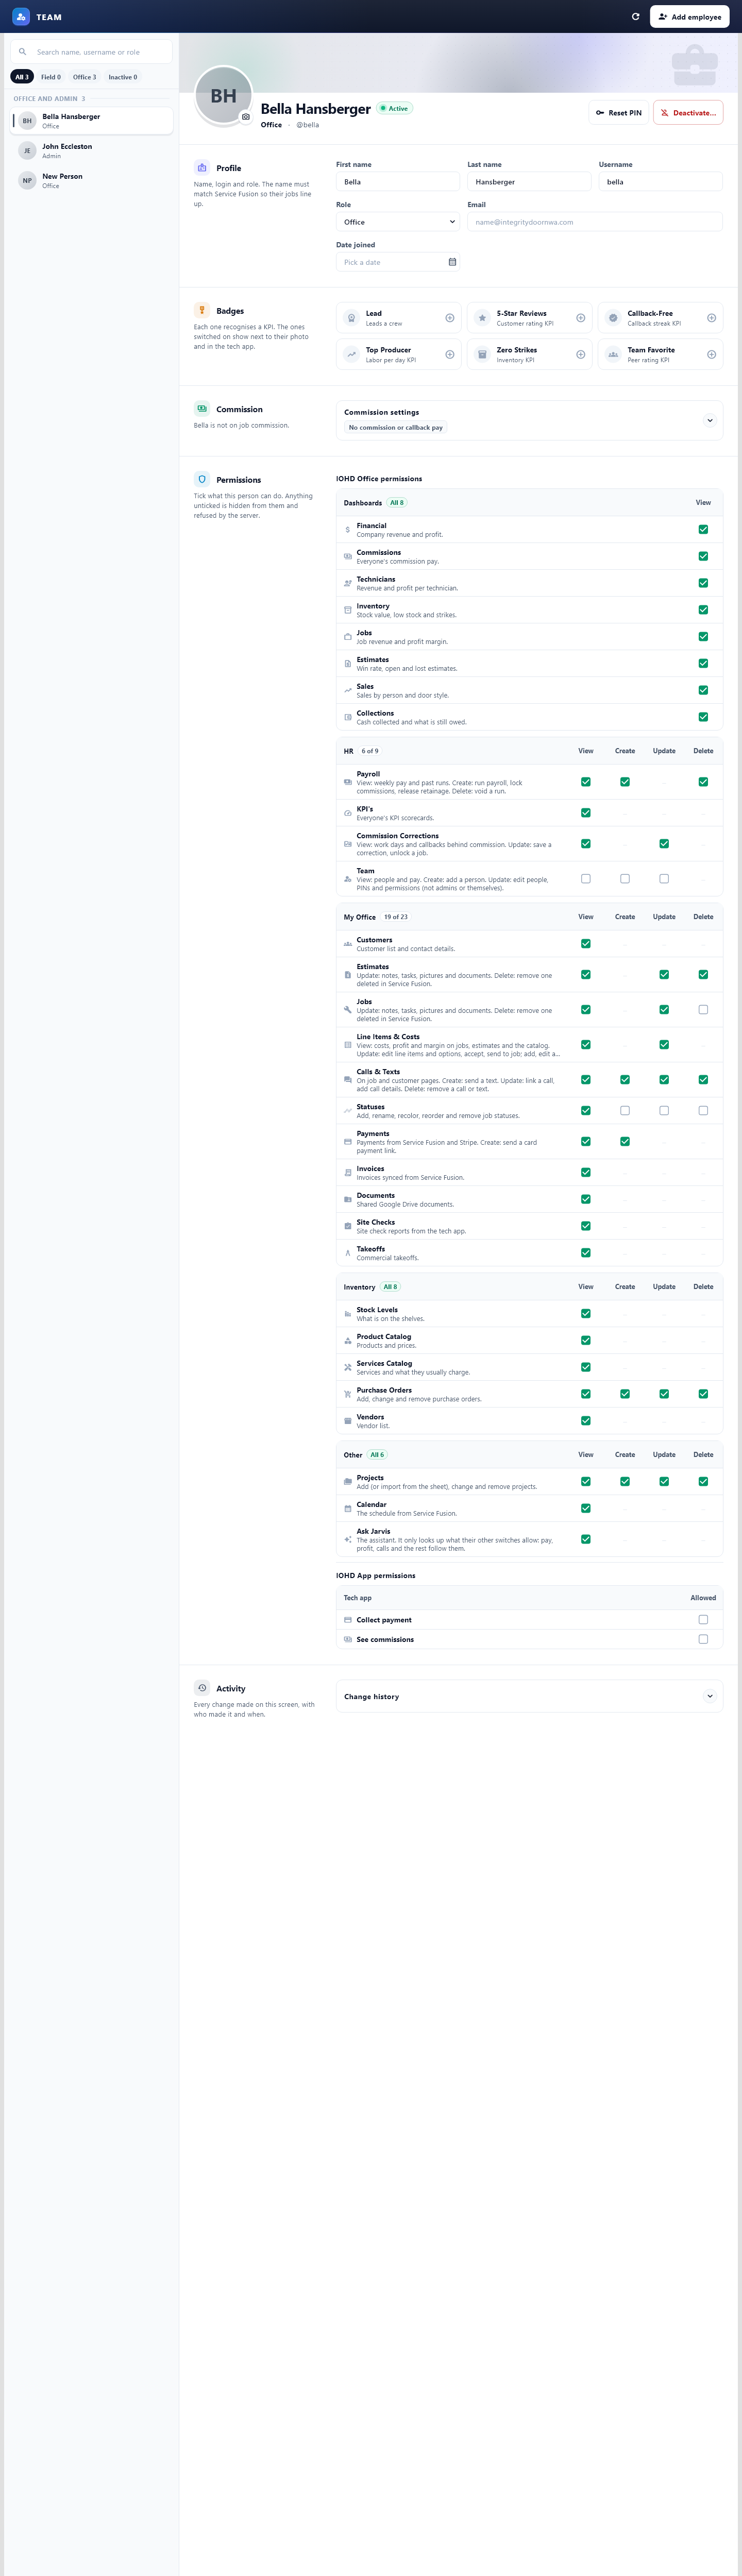 TEAM
Add employee
Search name, username or role
All 3
Field 0
Office 3
Inactive 0
OFFICE AND ADMIN 3
BH
Bella Hansberger
Office
JE
John Eccleston
Admin
NP
New Person
Office
BH
Bella Hansberger
Active
Office · @bella
Reset PIN
Deactivate...
Profile
Name, login and role. The name must
match Service Fusion so their jobs line
up.
First name
Last name
Username
Bella
Hansberger
bella
Role
Email
Office
name@integritydoornwa.com
Date joined
Pick a date
Badges
Each one recognises a KPI. The ones
switched on show next to their photo
and in the tech app.
Lead
Leads a crew
5-Star Reviews
Customer rating KPI
Callback-Free
Callback streak KPI
Top Producer
Labor per day KPI
Zero Strikes
Inventory KPI
Team Favorite
Peer rating KPI
Commission
Bella is not on job commission.
Commission settings
No commission or callback pay
Permissions
Tick what this person can do. Anything
unticked is hidden from them and
refused by the server.
IOHD Office permissions
Dashboards All 8 View
Financial
Company revenue and profit.
Commissions
Everyone's commission pay.
Technicians
Revenue and profit per technician.
Inventory
Stock value, low stock and strikes.
Jobs
Job revenue and profit margin.
Estimates
Win rate, open and lost estimates.
Sales
Sales by person and door style.
Collections
Cash collected and what is still owed.
HR 6 of 9 View Create Update Delete
Payroll
View: weekly pay and past runs. Create: run payroll, lock
commissions, release retainage. Delete: void a run.
KPI's
Everyone's KPI scorecards.
Commission Corrections
View: work days and callbacks behind commission. Update: save a
correction, unlock a job.
Team
View: people and pay. Create: add a person. Update: edit people,
PINs and permissions (not admins or themselves).
My Office 19 of 23 View Create Update Delete
Customers
Customer list and contact details.
Estimates
Update: notes, tasks, pictures and documents. Delete: remove one
deleted in Service Fusion.
Jobs
Update: notes, tasks, pictures and documents. Delete: remove one
deleted in Service Fusion.
Line Items & Costs
View: costs, profit and margin on jobs, estimates and the catalog.
Update: edit line items and options, accept, send to job; add, edit a...
Calls & Texts
On job and customer pages. Create: send a text. Update: link a call,
add call details. Delete: remove a call or text.
Statuses
Add, rename, recolor, reorder and remove job statuses.
Payments
Payments from Service Fusion and Stripe. Create: send a card
payment link.
Invoices
Invoices synced from Service Fusion.
Documents
Shared Google Drive documents.
Site Checks
Site check reports from the tech app.
Takeoffs
Commercial takeoffs.
Inventory All 8 View Create Update Delete
Stock Levels
What is on the shelves.
Product Catalog
Products and prices.
Services Catalog
Services and what they usually charge.
Purchase Orders
Add, change and remove purchase orders.
Vendors
Vendor list.
Other All 6 View Create Update Delete
Projects
Add (or import from the sheet), change and remove projects.
Calendar
The schedule from Service Fusion.
Ask Jarvis
The assistant. It only looks up what their other switches allow: pay,
profit, calls and the rest follow them.
IOHD App permissions
Tech app Allowed
Collect payment
See commissions
Activity
Every change made on this screen, with
who made it and when.
Change history